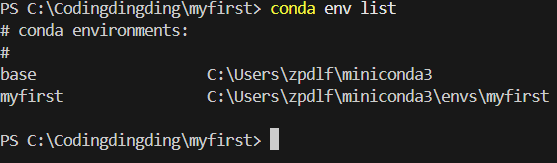 PS C:\Codingdingding\myfirst> conda env list
# conda environments:
#
base                     C:\Users\zpdlf\miniconda3
myfirst                  C:\Users\zpdlf\miniconda3\envs\myfirst
PS C:\Codingdingding\myfirst>